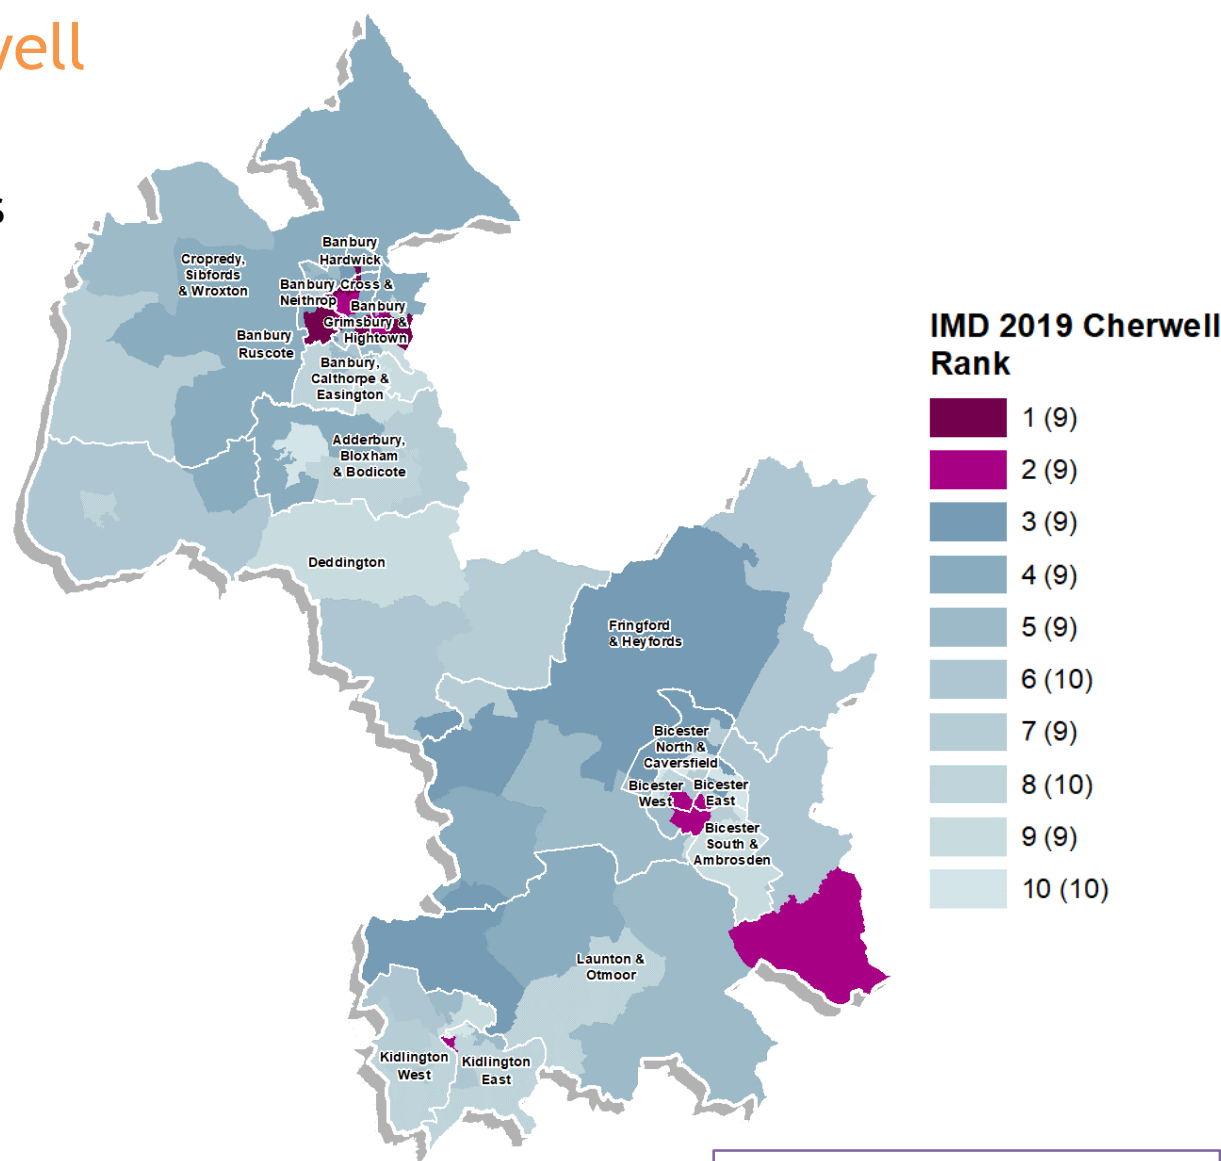 vell
s
Banbury
Hardwick
Cropredy,
Sibfords
& Wroxton
Banbury Cross &
Neithrop
Banbury
Grimsbury &
Hightown
Banbury
Ruscote
Banbury,
Calthorpe &
Easington
Adderbury,
Bloxham
& Bodicote
Deddington
Fringford
& Heyfords
Bicester
North &
Caversfield
Bicester
West
Bicester
East
Bicester
South &
Ambrosden
Launton &
Otmoor
Kidlington
West
Kidlington
East
IMD 2019 Cherwell
Rank
1 (9)
2 (9)
3 (9)
4 (9)
5 (9)
6 (10)
7 (9)
8 (10)
9 (9)
10 (10)